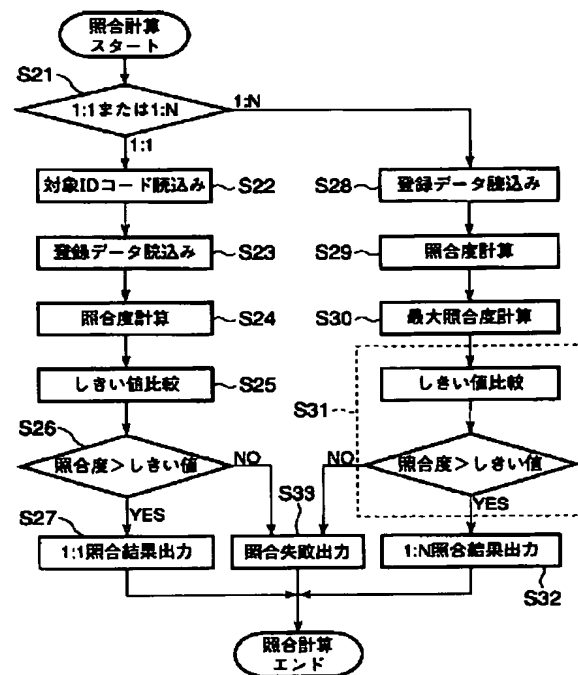 照合計算
スタート
S21
1:1または1:N
1:N
1:1
対象IDコード読込み
S22
S28
登録データ読込み
登録データ読込み
S23
S29
照合度計算
照合度計算
S24
S30
最大照合度計算
しきい値比較
S25
S31
しきい値比較
S26
照合度>しきい値
NO
NO
照合度>しきい値
S33
S27
YES
YES
1:1照合結果出力
照合失敗出力
1:N照合結果出力
S32
照合計算
エンド